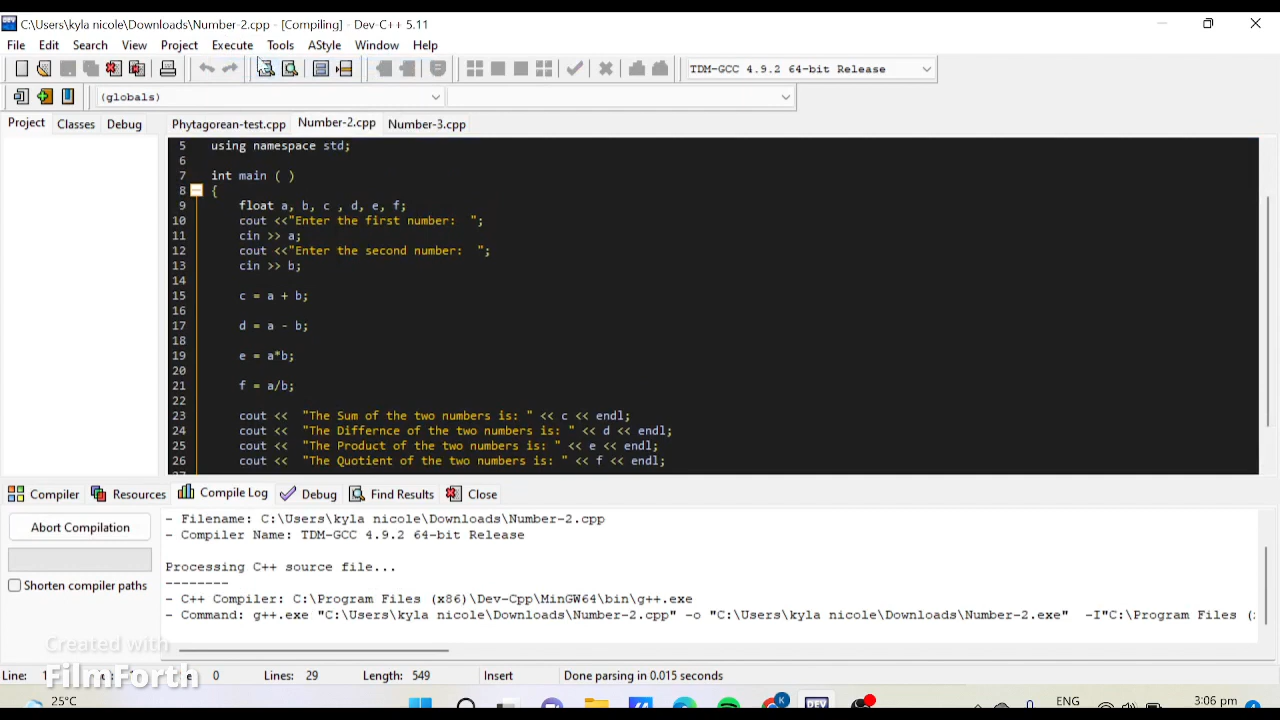 C:\Users\kyla nicole\Downloads\Number-2.cpp - [Compiling] - Dev-C++ 5.11
File Edit Search View Project Execute Tools AStyle Window Help
TDM-GCC 4.9.2 64-bit Release
(globals)
Project Classes Debug Phytagorean-test.cpp Number-2.cpp Number-3.cpp
5 using namespace std;
6
7 int main ( )
8 {
9 float a, b, c , d, e, f;
10 cout <<"Enter the first number:  ";
11 cin >> a;
12 cout <<"Enter the second number:  ";
13 cin >> b;
14
15 c = a + b;
16
17 d = a - b;
18
19 e = a*b;
20
21 f = a/b;
22
23 cout <<  "The Sum of the two numbers is: " << c << endl;
24 cout <<  "The Differnce of the two numbers is: " << d << endl;
25 cout <<  "The Product of the two numbers is: " << e << endl;
26 cout <<  "The Quotient of the two numbers is: " << f << endl;
Compiler Resources Compile Log Debug Find Results Close
Abort Compilation
Shorten compiler paths
- Filename: C:\Users\kyla nicole\Downloads\Number-2.cpp
- Compiler Name: TDM-GCC 4.9.2 64-bit Release
Processing C++ source file...
--------
- C++ Compiler: C:\Program Files (x86)\Dev-Cpp\MinGW64\bin\g++.exe
- Command: g++.exe "C:\Users\kyla nicole\Downloads\Number-2.cpp" -o "C:\Users\kyla nicole\Downloads\Number-2.exe"  -I"C:\Program Files (
Created with
FilmForth
Line: 0 Lines: 29 Length: 549 Insert Done parsing in 0.015 seconds
25°C K DEV ENG 3:06 pm